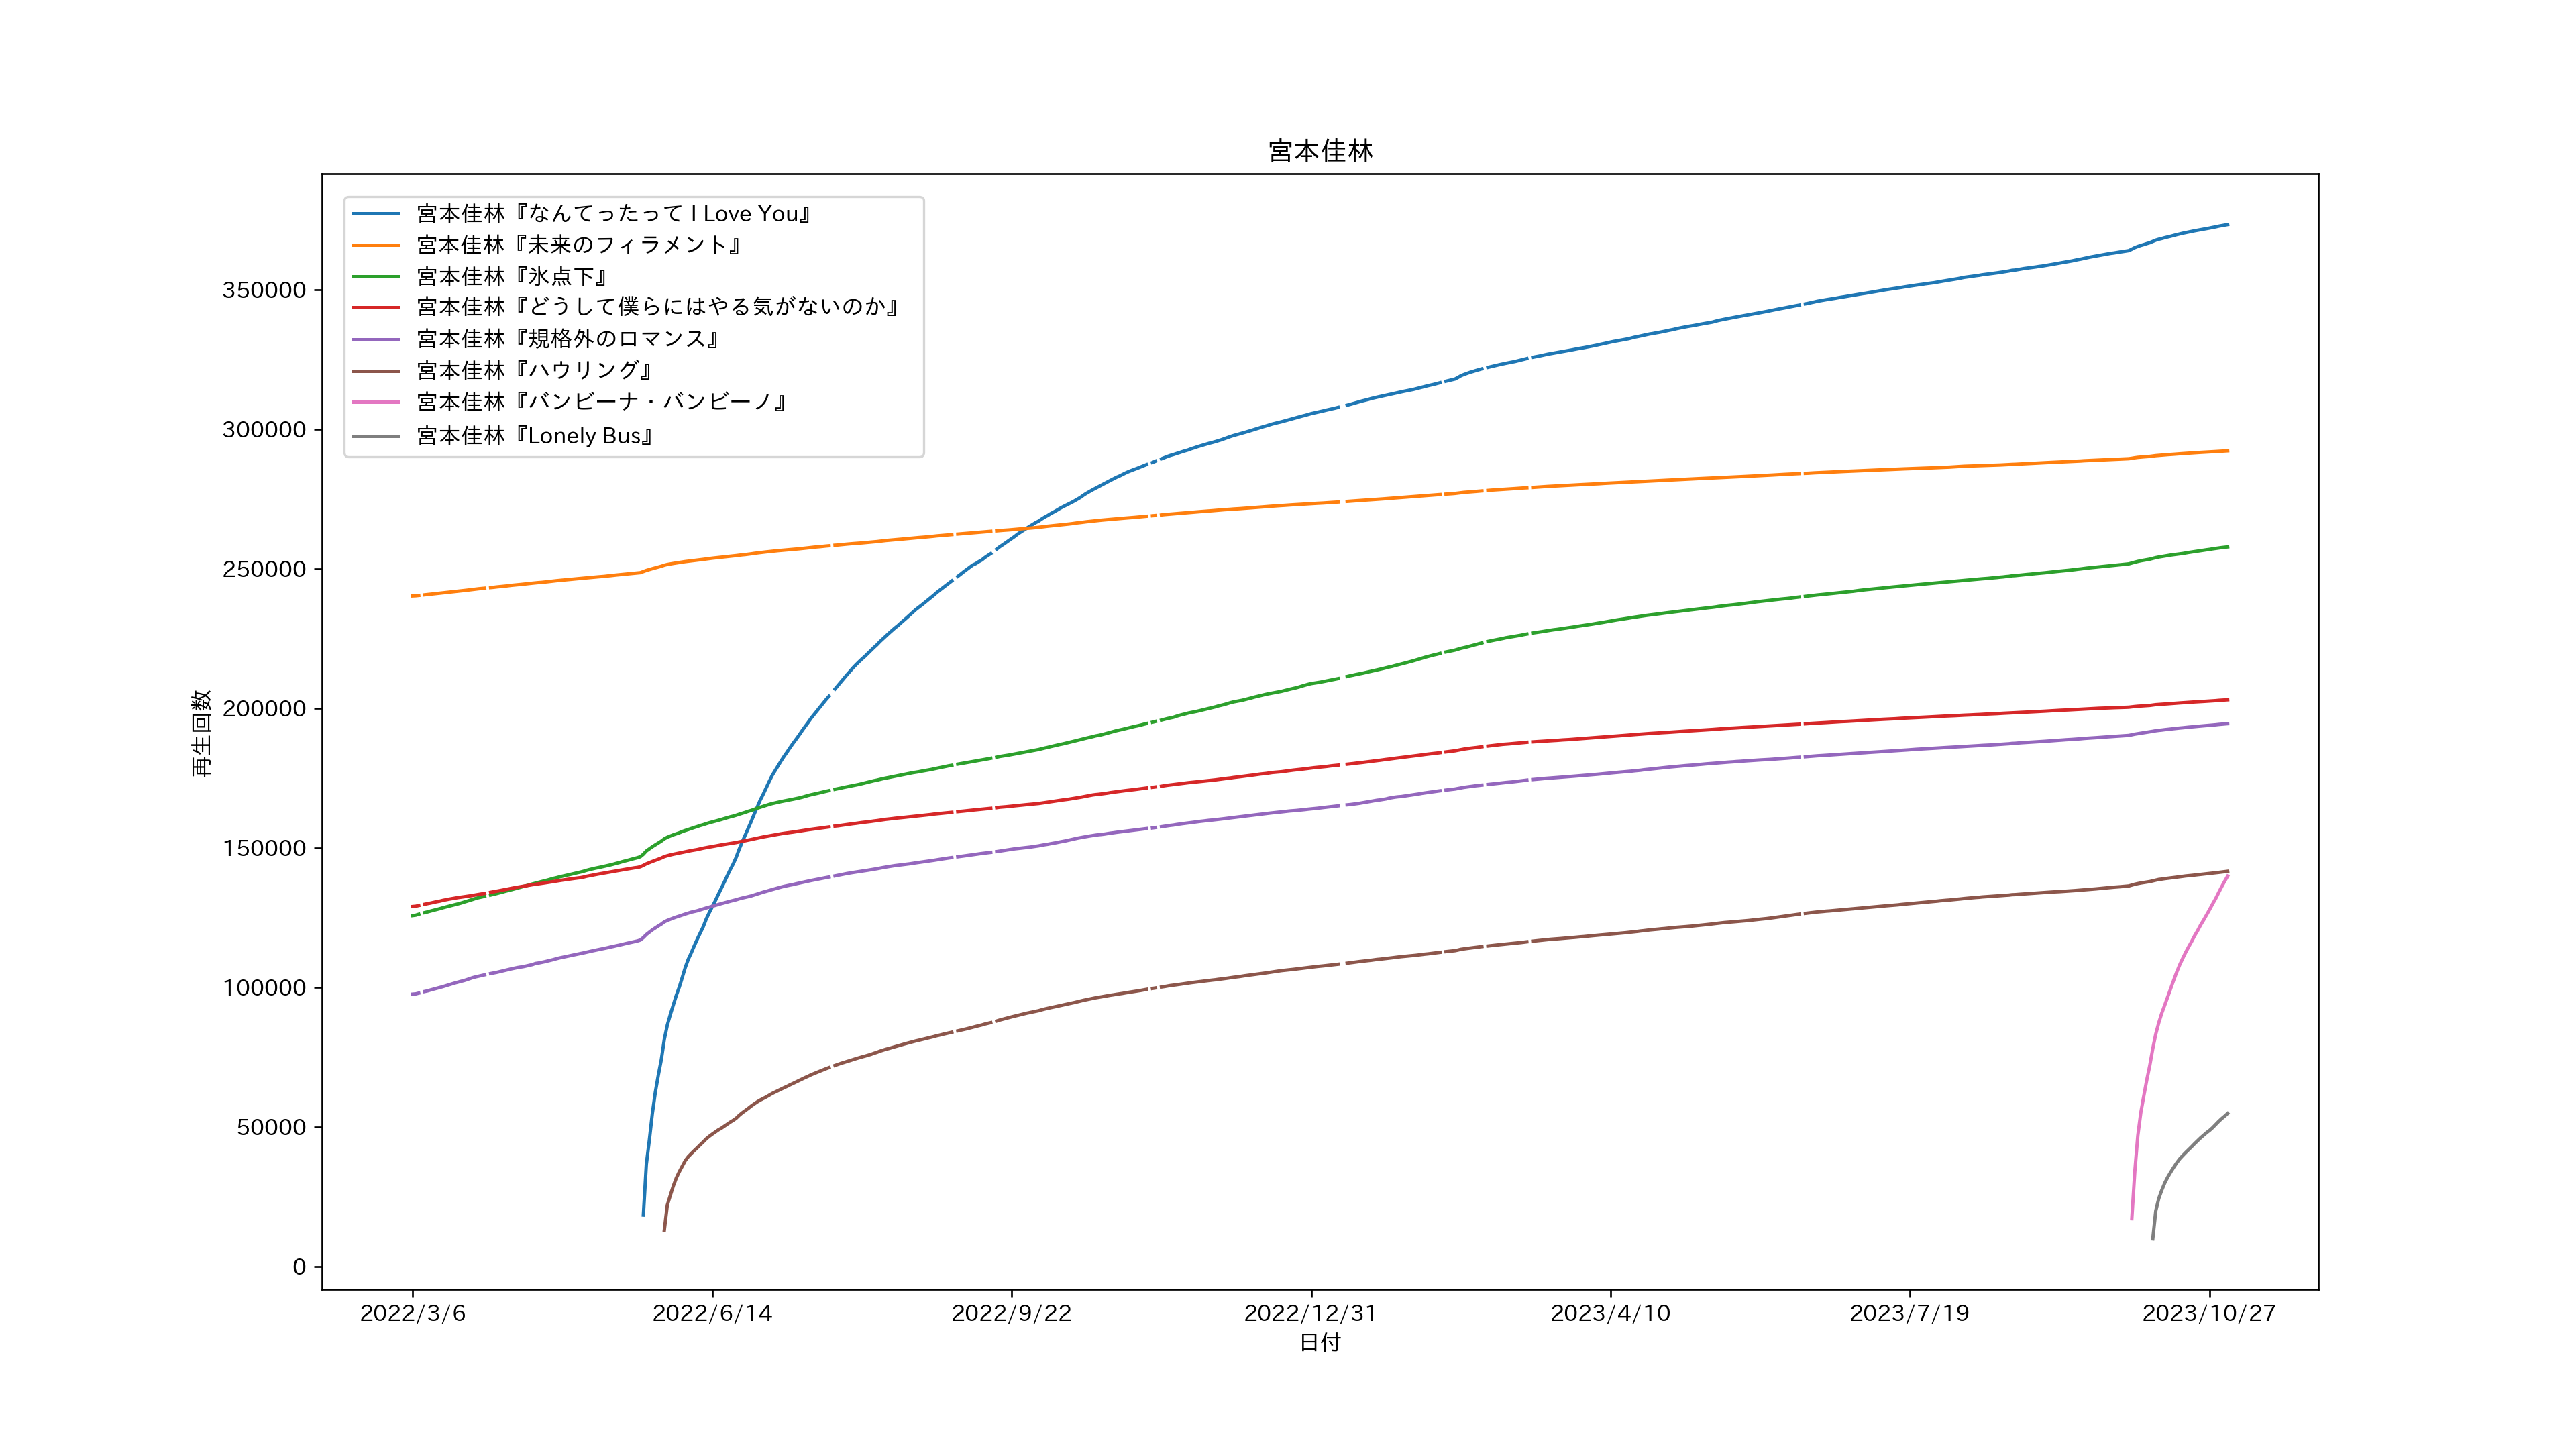 宮本佳林
宮本佳林『なんてったって I Love You』
宮本佳林『未来のフィラメント』
宮本佳林『氷点下』
宮本佳林『どうして僕らにはやる気がないのか』
宮本佳林『規格外のロマンス』
宮本佳林『ハウリング』
宮本佳林『バンビーナ・バンビーノ』
宮本佳林『Lonely Bus』
再生回数
350000
300000
250000
200000
150000
100000
50000
0
2022/3/6 2022/6/14 2022/9/22 2022/12/31 2023/4/10 2023/7/19 2023/10/27
日付